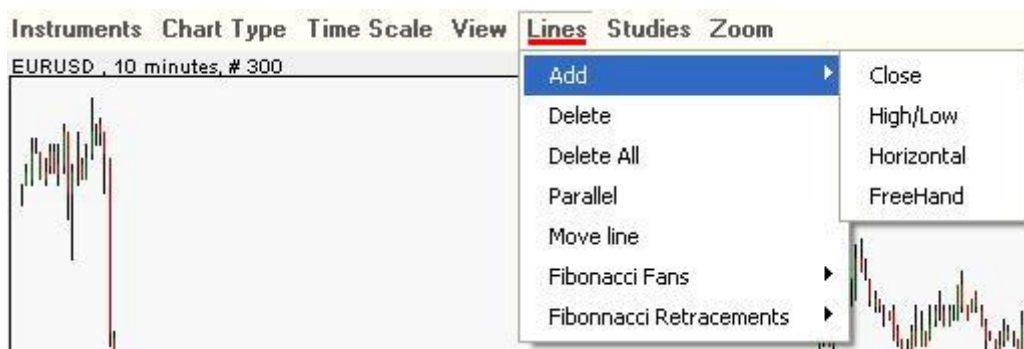 Instruments Chart Type Time Scale View Lines Studies Zoom
EURUSD , 10 minutes, # 300
Add
Delete
Delete All
Parallel
Move line
Fibonacci Fans
Fibonnacci Retracements
Close
High/Low
Horizontal
FreeHand